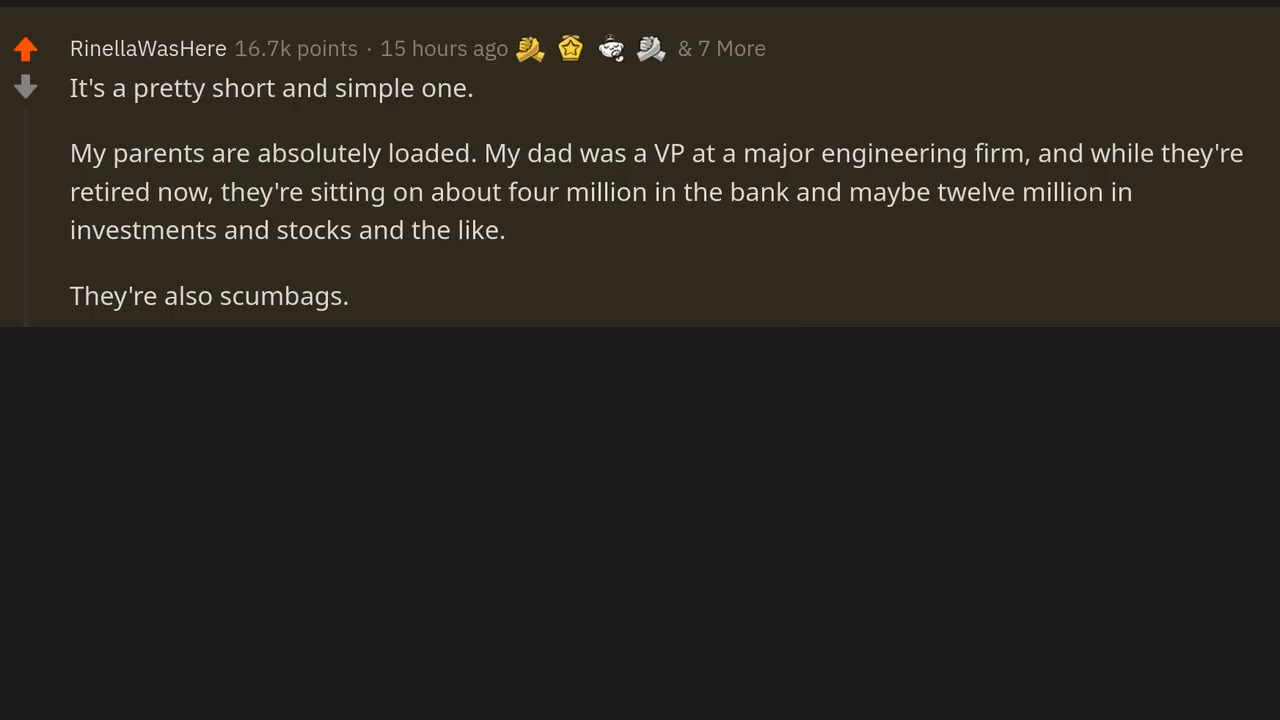 RinellaWasHere 16.7k points · 15 hours ago & 7 More
It's a pretty short and simple one.
My parents are absolutely loaded. My dad was a VP at a major engineering firm, and while they're
retired now, they're sitting on about four million in the bank and maybe twelve million in
investments and stocks and the like.
They're also scumbags.